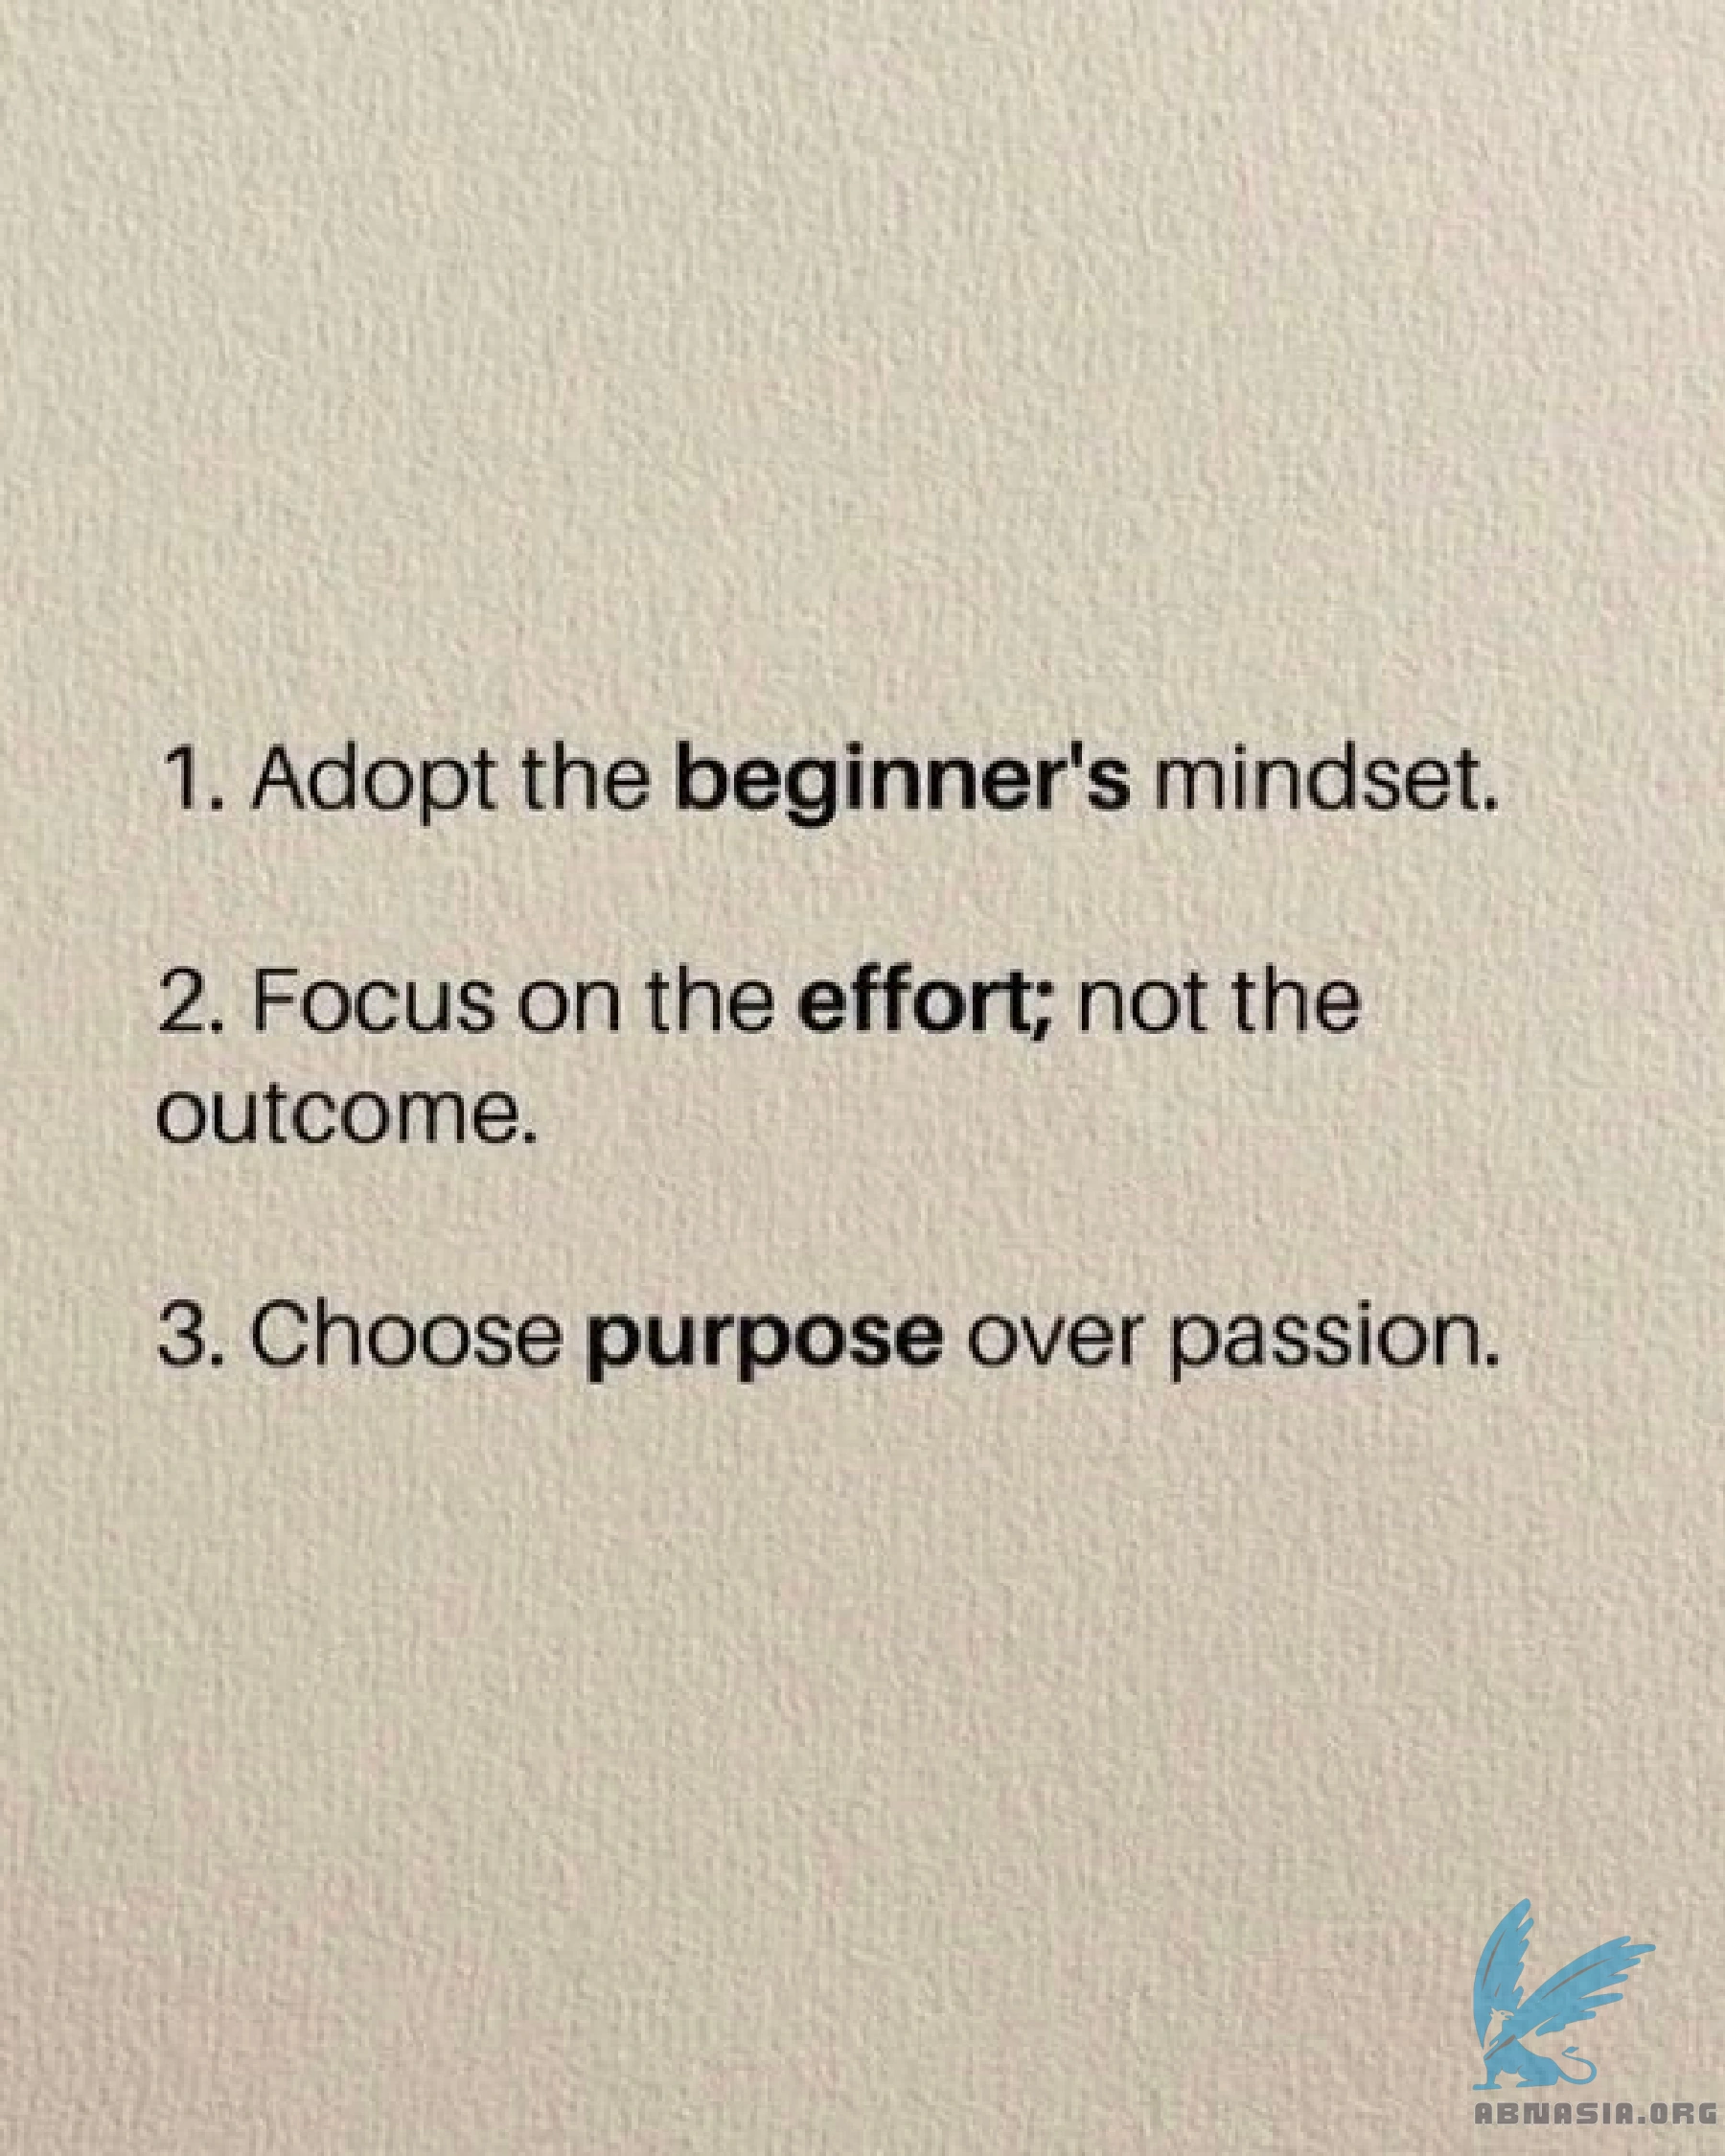 1. Adopt the beginner's mindset.
2. Focus on the effort; not the
outcome.
3. Choose purpose over passion.
ABNASIA.ORG